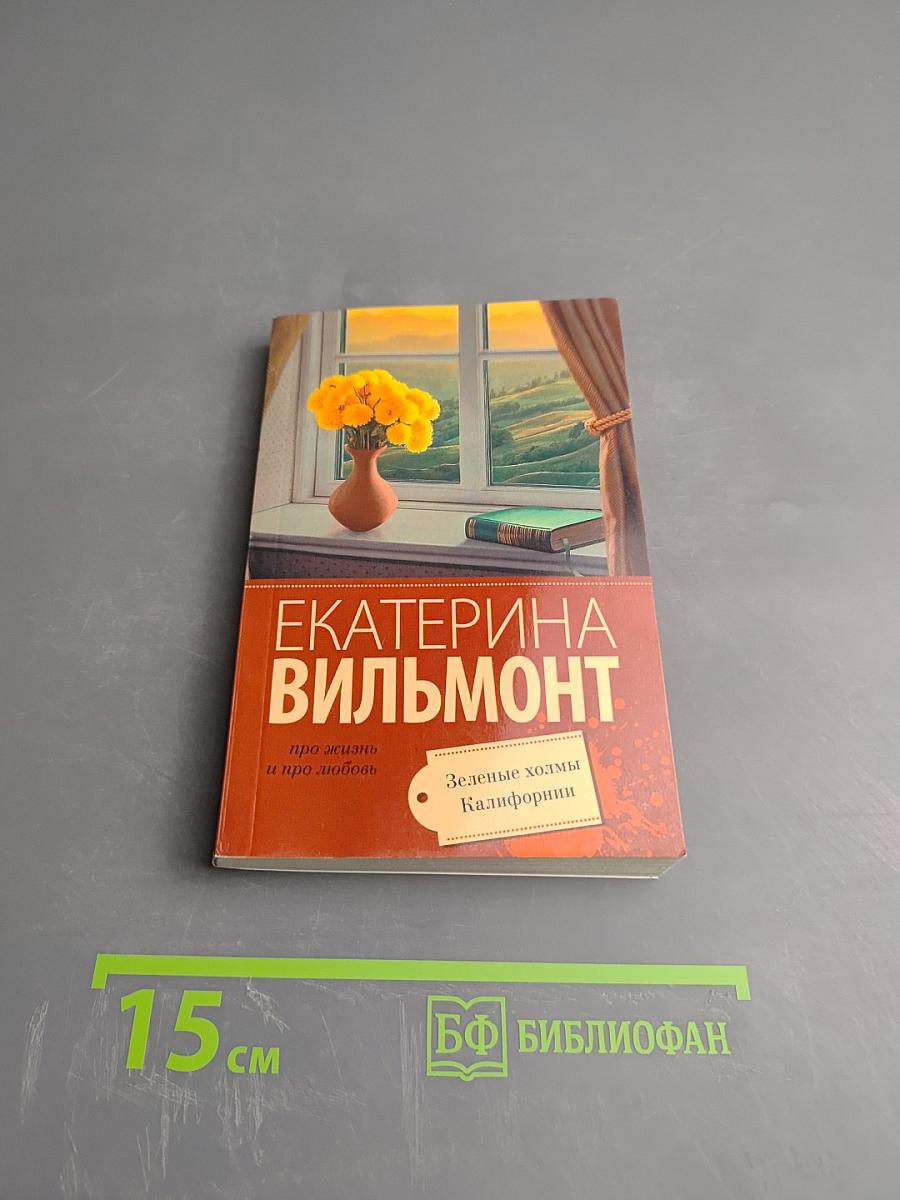 ЕКАТЕРИНА
ВИЛЬМОНТ
про жизнь
и про любовь
Зеленые холмы
Калифорнии
15 см
БФ БИБЛИОФАН